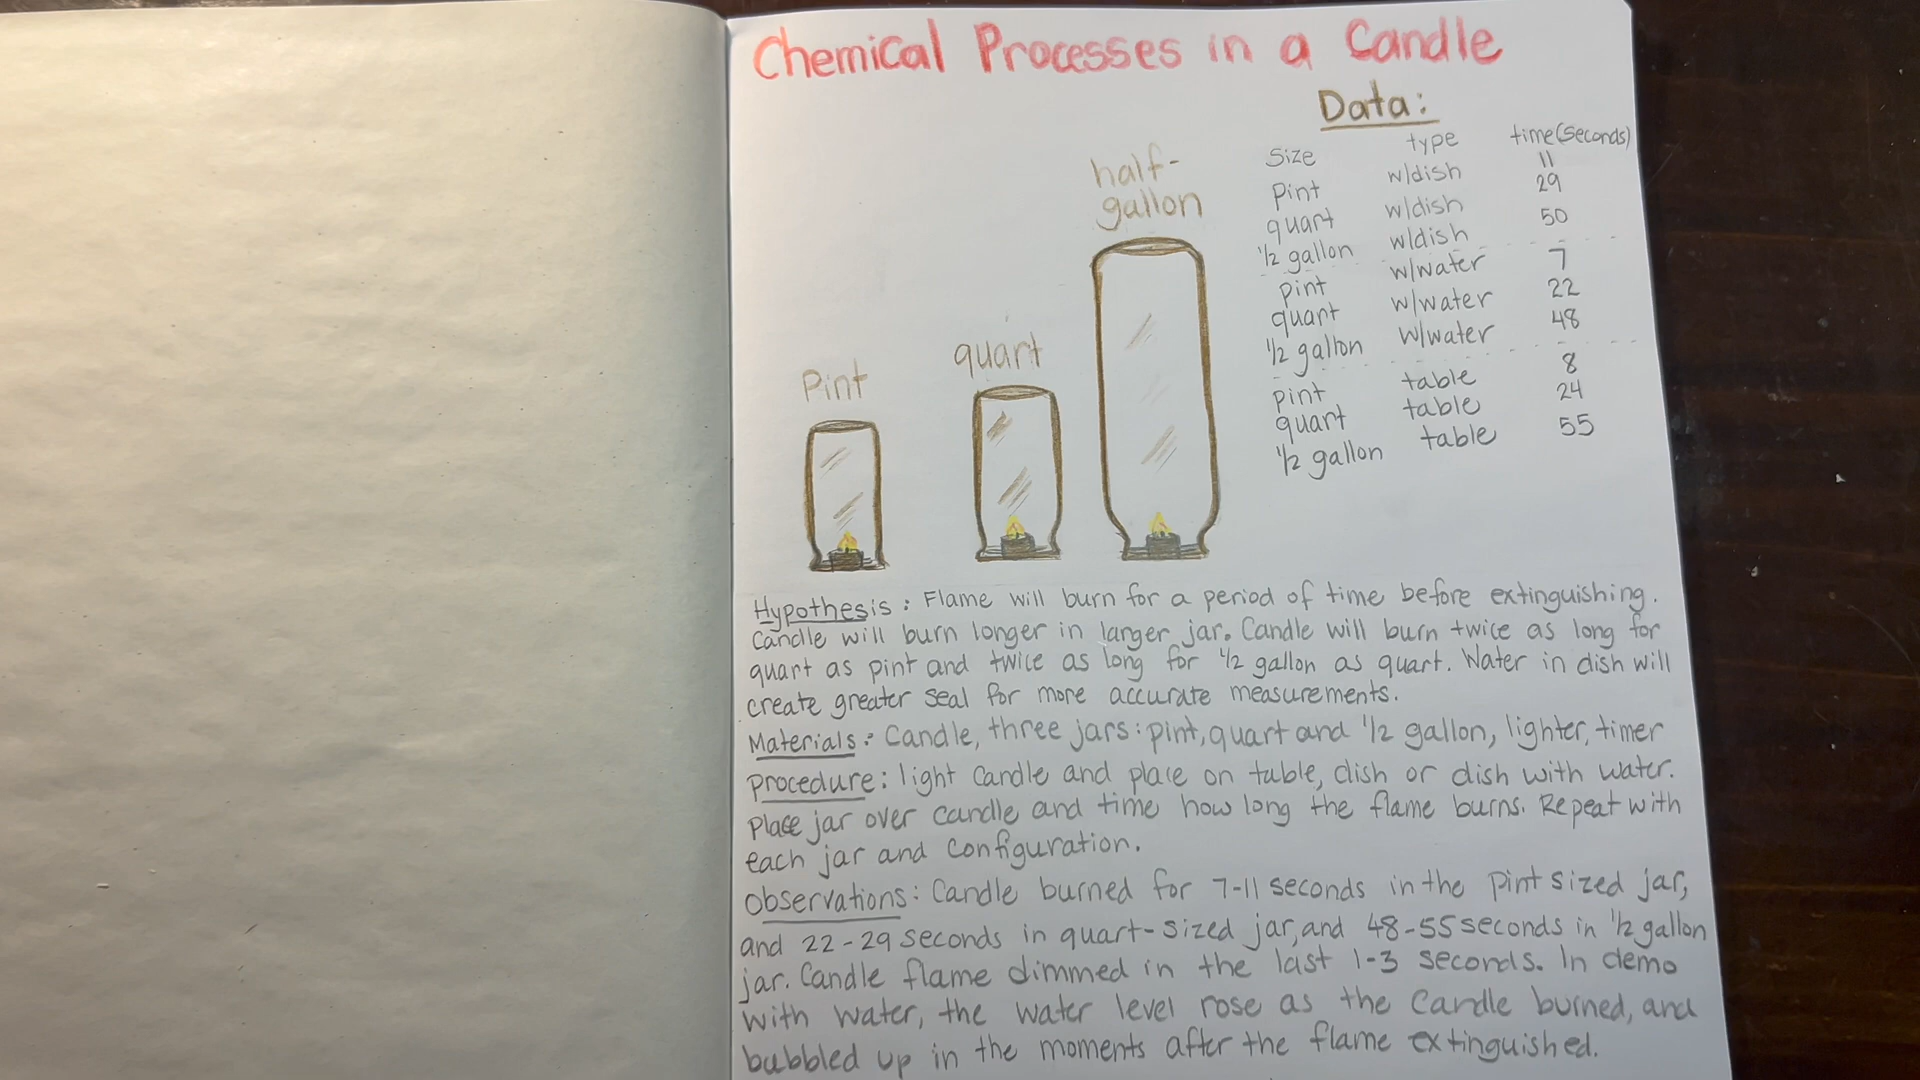 Chemical Processes in a Candle
Data:
Size type time(seconds)
pint w/dish 11
quart w/dish 29
1/2 gallon w/dish 50
pint w/water 7
quart w/water 22
1/2 gallon w/water 48
pint table 8
quart table 24
1/2 gallon table 55
half-
gallon
quart
Pint
Hypothesis: Flame will burn for a period of time before extinguishing.
Candle will burn longer in larger jar. Candle will burn twice as long for
quart as pint and twice as long for 1/2 gallon as quart. Water in dish will
create greater seal for more accurate measurements.
Materials: Candle, three jars: pint, quart and 1/2 gallon, lighter, timer
Procedure: light candle and place on table, dish or dish with water.
Place jar over candle and time how long the flame burns. Repeat with
each jar and configuration.
Observations: Candle burned for 7-11 seconds in the pint sized jar,
and 22-29 seconds in quart-sized jar, and 48-55 seconds in 1/2 gallon
jar. Candle flame dimmed in the last 1-3 seconds. In demo
with water, the water level rose as the candle burned, and
bubbled up in the moments after the flame extinguished.